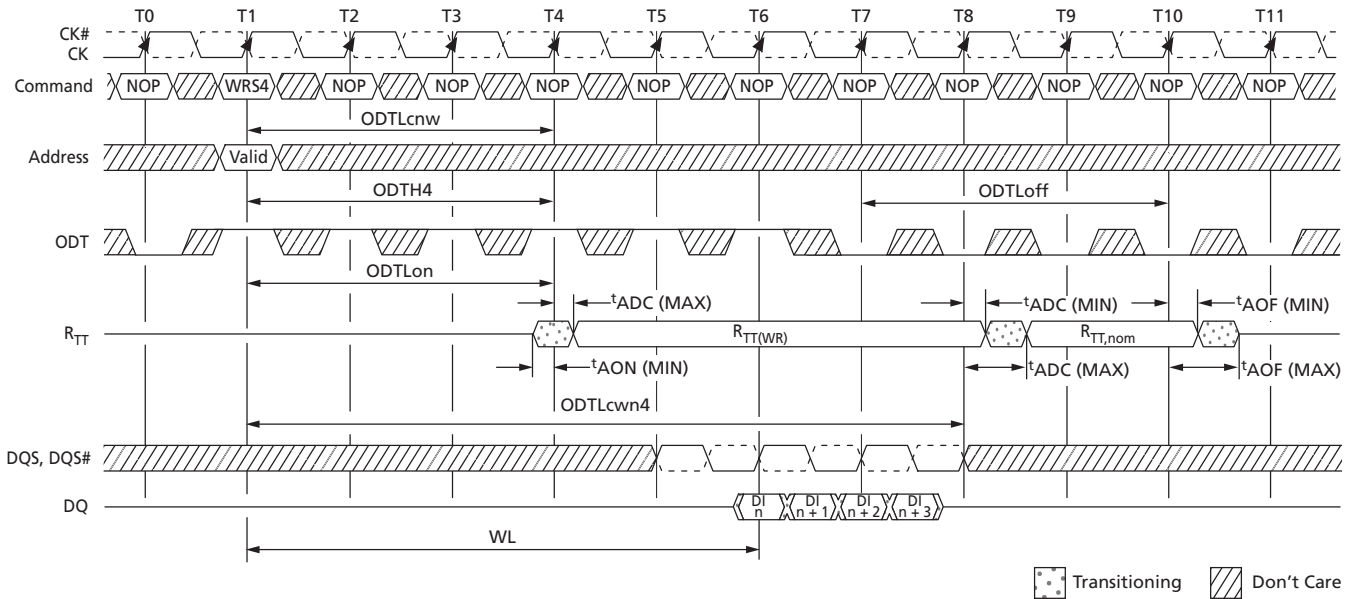 T0 T1 T2 T3 T4 T5 T6 T7 T8 T9 T10 T11
CK#
CK
Command NOP WRS4 NOP NOP NOP NOP NOP NOP NOP NOP NOP NOP
ODTLcnw
Address Valid
ODTH4 ODTLoff
ODT
ODTLon
tADC (MAX) tADC (MIN) tAOF (MIN)
RTT RTT(WR) RTT,nom
tAON (MIN) tADC (MAX) tAOF (MAX)
ODTLcwn4
DQS, DQS#
DQ DI n DI n + 1 DI n + 2 DI n + 3
WL
Transitioning Don't Care